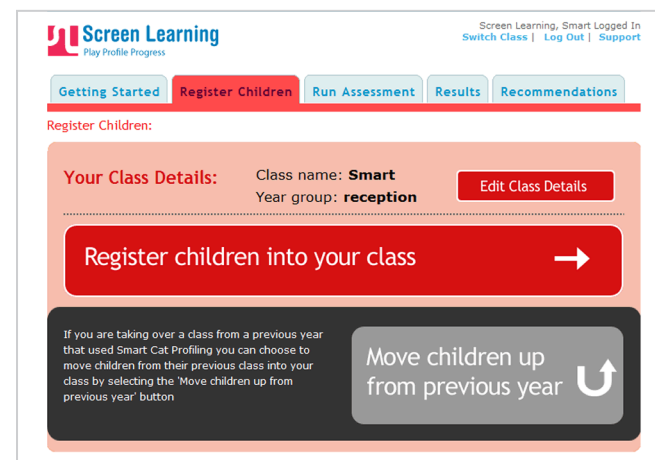 Screen Learning
Play Profile Progress
Screen Learning, Smart Logged In
Switch Class | Log Out | Support
Getting Started
Register Children
Run Assessment
Results
Recommendations
Register Children:
Your Class Details:
Class name: Smart
Year group: reception
Edit Class Details
Register children into your class
If you are taking over a class from a previous year
that used Smart Cat Profiling you can choose to
move children from their previous class into your
class by selecting the 'Move children up from
previous year' button
Move children up
from previous year